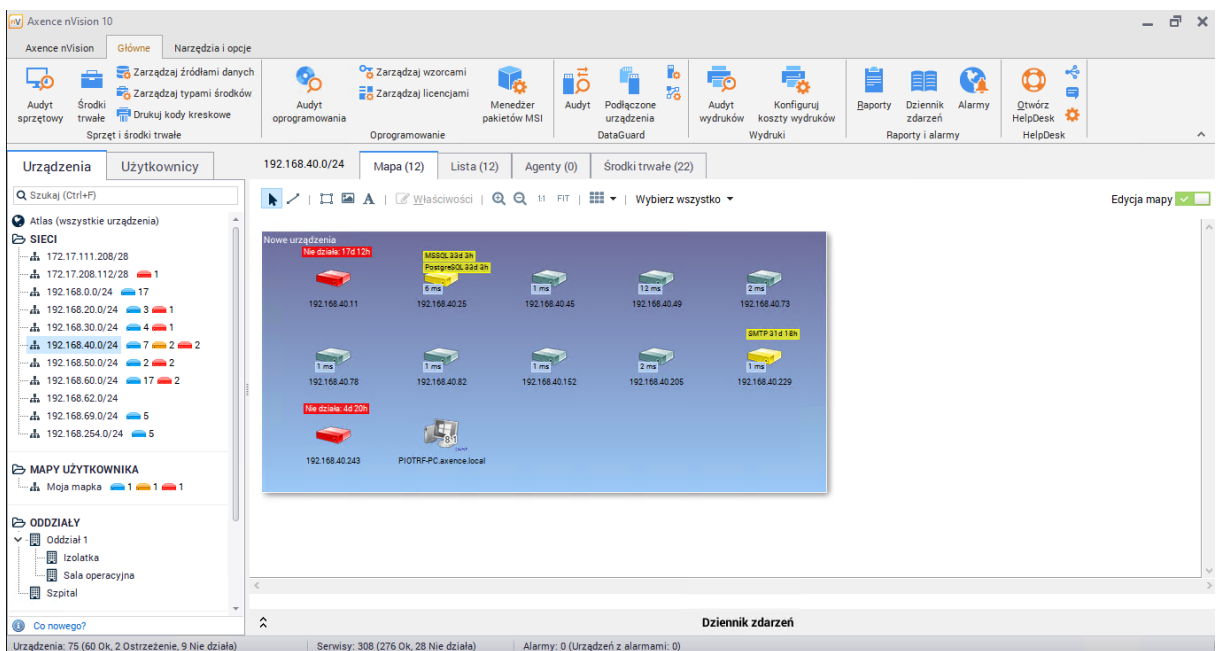 Axence nVision 10
Axence nVision Główne Narzędzia i opcje
Audyt sprzętowy
Środki trwałe
Zarządzaj źródłami danych
Zarządzaj typami środków
Drukuj kody kreskowe
Sprzęt i środki trwałe
Audyt oprogramowania
Zarządzaj wzorcami
Zarządzaj licencjami
Menedżer pakietów MSI
Oprogramowanie
Audyt
Podłączone urządzenia
DataGuard
Audyt wydruków
Konfiguruj koszty wydruków
Wydruki
Raporty
Dziennik zdarzeń
Alarmy
Raporty i alarmy
Otwórz HelpDesk
HelpDesk
Urządzenia Użytkownicy
Szukaj (Ctrl+F)
Atlas (wszystkie urządzenia)
SIECI
172.17.111.208/28
172.17.208.112/28 1
192.168.0.0/24 17
192.168.20.0/24 3 1
192.168.30.0/24 4 1
192.168.40.0/24 7 2 2
192.168.50.0/24 2 2
192.168.60.0/24 17 2
192.168.62.0/24
192.168.69.0/24 5
192.168.254.0/24 5
MAPY UŻYTKOWNIKA
Moja mapka 1 1 1
ODDZIAŁY
Oddział 1
Izolatka
Sala operacyjna
Szpital
Co nowego?
192.168.40.0/24 Mapa (12) Lista (12) Agenty (0) Środki trwałe (22)
A Właściwości 1:1 FIT Wybierz wszystko
Edycja mapy
Nowe urządzenia
Nie działa: 17d 12h
192.168.40.11
MSSQL 33d 3h
PostgreSQL 33d 3h
6 ms
192.168.40.25
1 ms
192.168.40.45
12 ms
192.168.40.49
2 ms
192.168.40.73
1 ms
192.168.40.78
1 ms
192.168.40.82
1 ms
192.168.40.152
2 ms
192.168.40.205
SMTP 31d 18h
1 ms
192.168.40.229
Nie działa: 4d 20h
192.168.40.243
8.1
PIOTRF-PC.axence.local
Dziennik zdarzeń
Urządzenia: 75 (60 Ok, 2 Ostrzeżenie, 9 Nie działa) Serwisy: 308 (276 Ok, 28 Nie działa) Alarmy: 0 (Urządzeń z alarmami: 0)